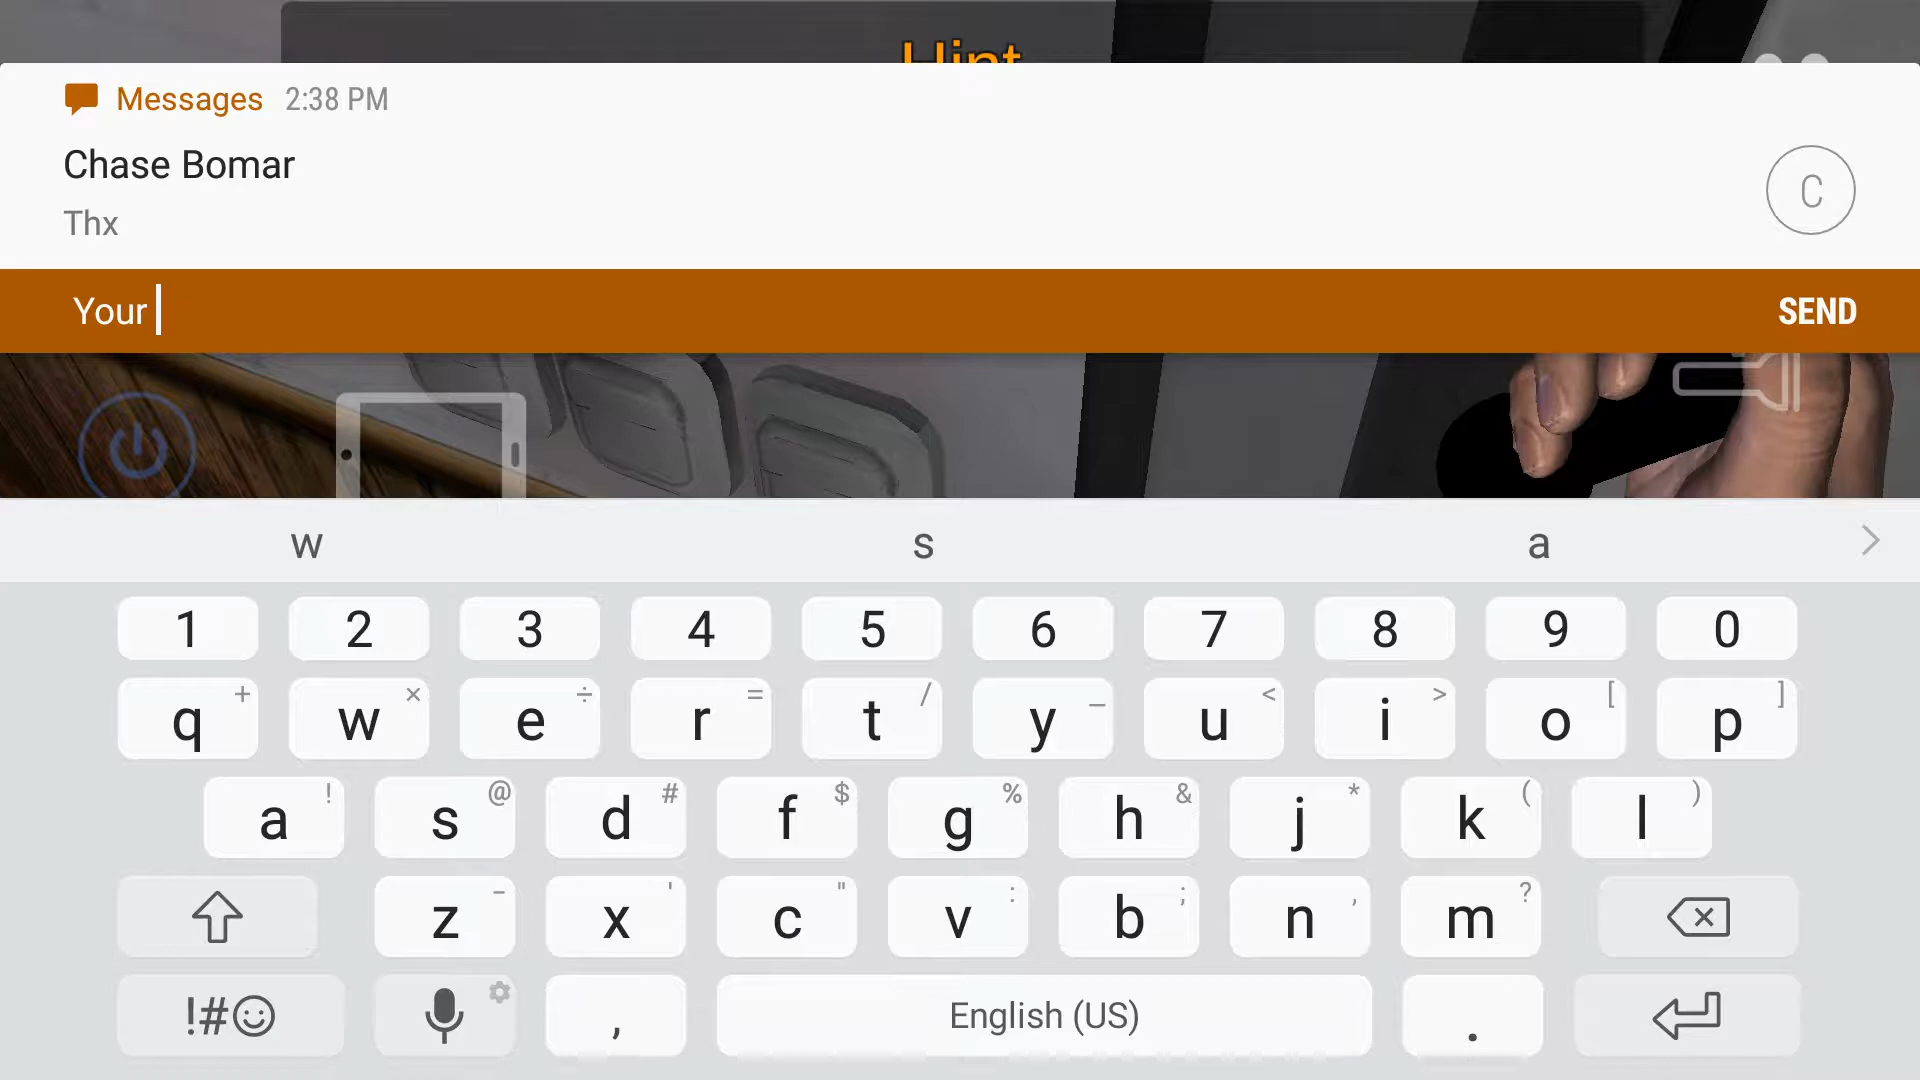 Hint
Messages 2:38 PM
Chase Bomar
C
Thx
Your
SEND
w s a
1 2 3 4 5 6 7 8 9 0
q + w × e ÷ r = t / y _ u < i > o [ p ]
a ! s @ d # f $ g % h & j * k ( l )
z - x ' c " v : b ; n , m ?
!#☺ , English (US) .